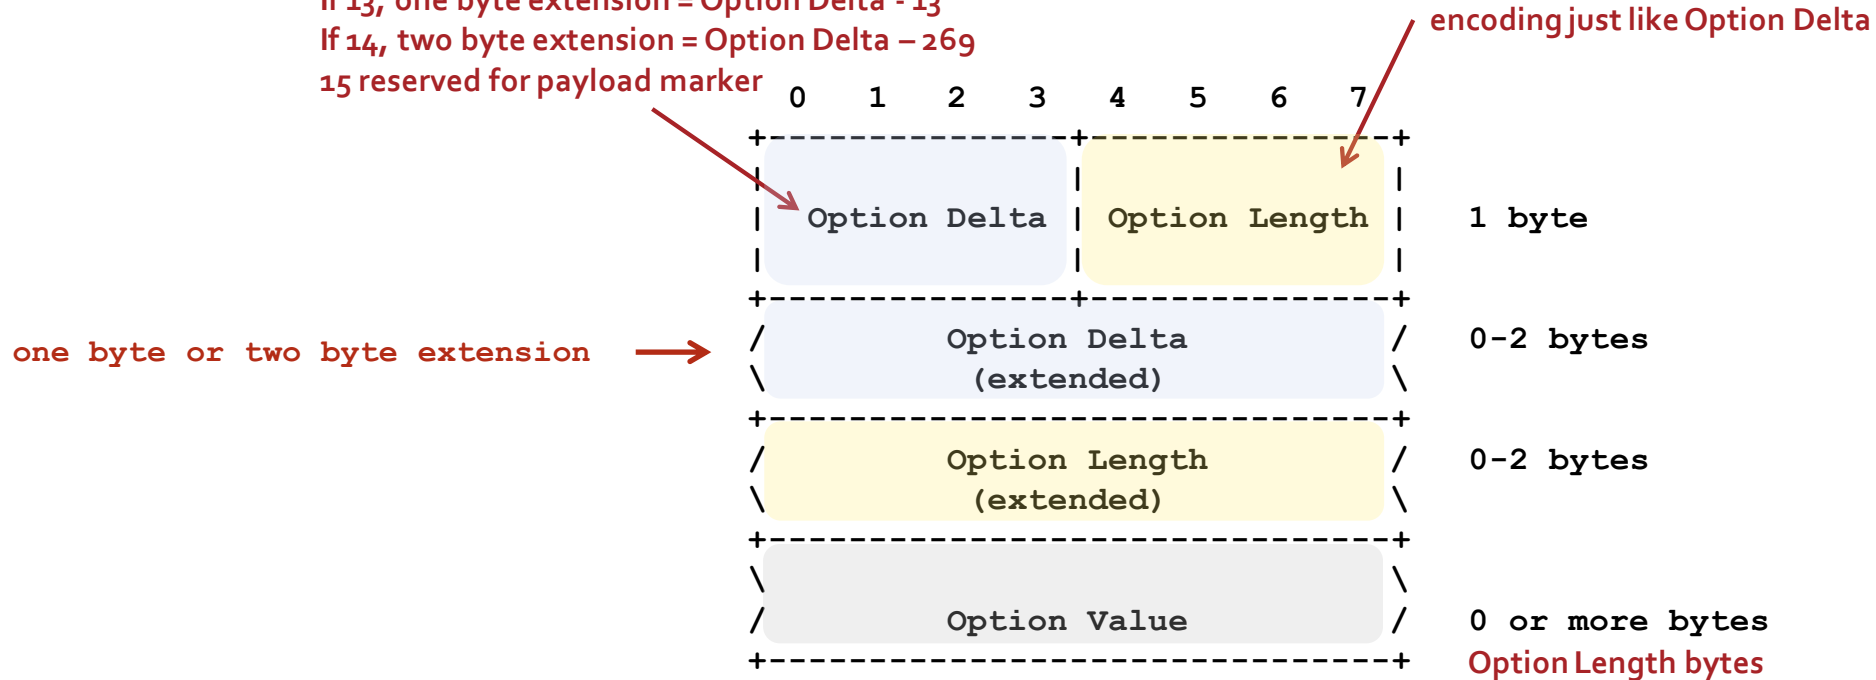 If 13, one byte extension = Option Delta - 13
If 14, two byte extension = Option Delta – 269
15 reserved for payload marker
encoding just like Option Delta
0 1 2 3 4 5 6 7
Option Delta Option Length 1 byte
one byte or two byte extension
Option Delta 0-2 bytes
(extended)
Option Length 0-2 bytes
(extended)
Option Value 0 or more bytes
Option Length bytes